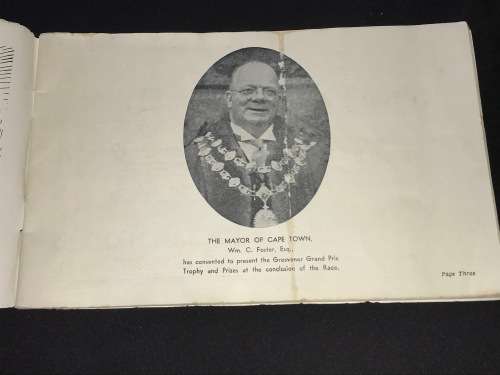 THE MAYOR OF CAPE TOWN,
Wm. C. Foster, Esq.,
has consented to present the Grosvenor Grand Prix
Trophy and Prizes at the conclusion of the Race.
Page Three